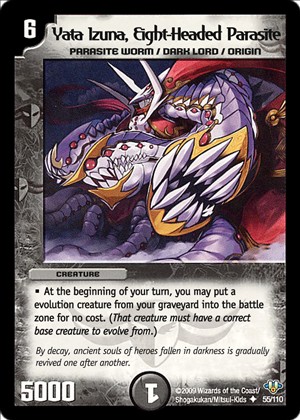 6
Yata Izuna, Eight-Headed Parasite
PARASITE WORM / DARK LORD / ORIGIN
CREATURE
▪ At the beginning of your turn, you may put a
evolution creature from your graveyard into the battle
zone for no cost. (That creature must have a correct
base creature to evolve from.)
By decay, ancient souls of heroes fallen in darkness is gradually
revived one after another.
5000
1
©2009 Wizards of the Coast/
Shogakukan/Mitsui-Kids ♦ 55/110